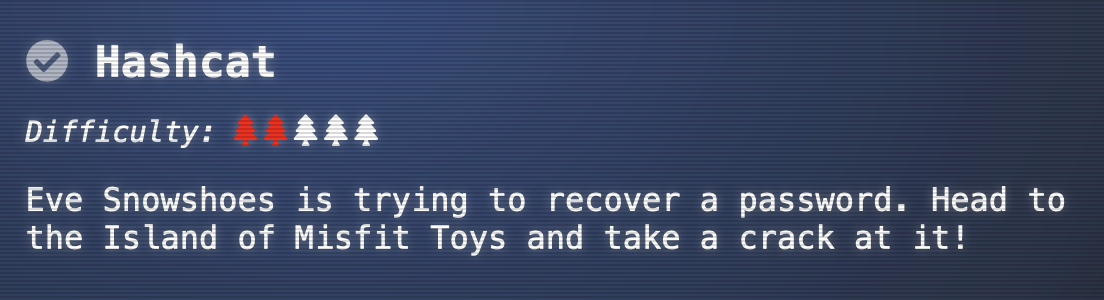 Hashcat
Difficulty:
Eve Snowshoes is trying to recover a password. Head to
the Island of Misfit Toys and take a crack at it!